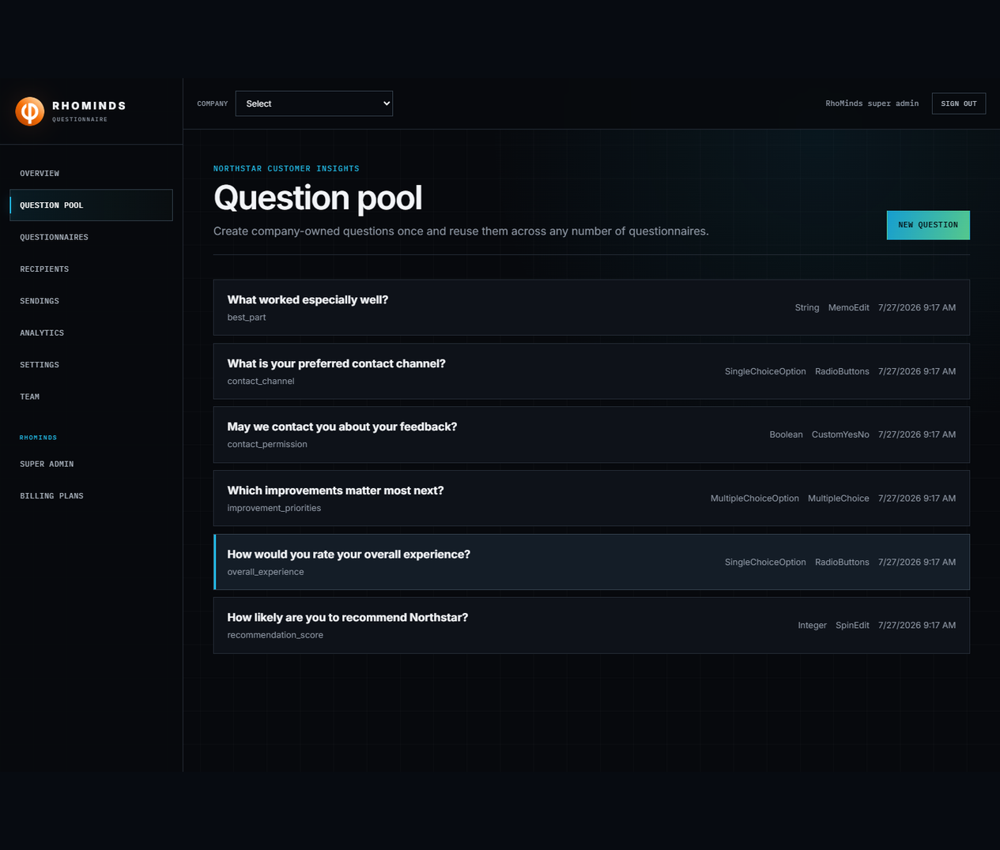 RHOMINDS
QUESTIONNAIRE
COMPANY
Select
RhoMinds super admin
SIGN OUT
OVERVIEW
QUESTION POOL
QUESTIONNAIRES
RECIPIENTS
SENDINGS
ANALYTICS
SETTINGS
TEAM
RHOMINDS
SUPER ADMIN
BILLING PLANS
NORTHSTAR CUSTOMER INSIGHTS
Question pool
Create company-owned questions once and reuse them across any number of questionnaires.
NEW QUESTION
What worked especially well?
best_part
String MemoEdit 7/27/2026 9:17 AM
What is your preferred contact channel?
contact_channel
SingleChoiceOption RadioButtons 7/27/2026 9:17 AM
May we contact you about your feedback?
contact_permission
Boolean CustomYesNo 7/27/2026 9:17 AM
Which improvements matter most next?
improvement_priorities
MultipleChoiceOption MultipleChoice 7/27/2026 9:17 AM
How would you rate your overall experience?
overall_experience
SingleChoiceOption RadioButtons 7/27/2026 9:17 AM
How likely are you to recommend Northstar?
recommendation_score
Integer SpinEdit 7/27/2026 9:17 AM